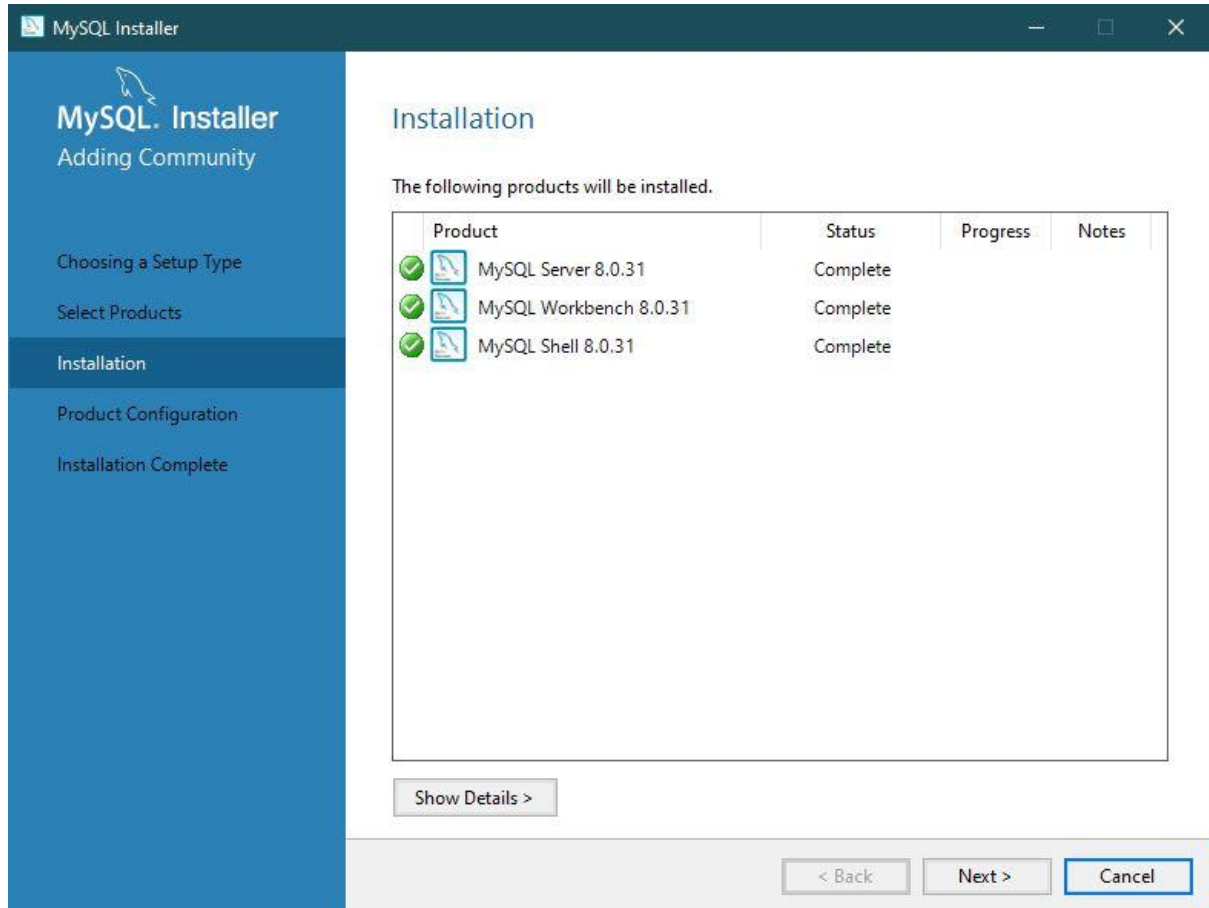 MySQL Installer
MySQL. Installer
Adding Community
Choosing a Setup Type
Select Products
Installation
Product Configuration
Installation Complete
Installation
The following products will be installed.
Product Status Progress Notes
MySQL Server 8.0.31 Complete
MySQL Workbench 8.0.31 Complete
MySQL Shell 8.0.31 Complete
Show Details >
< Back Next > Cancel